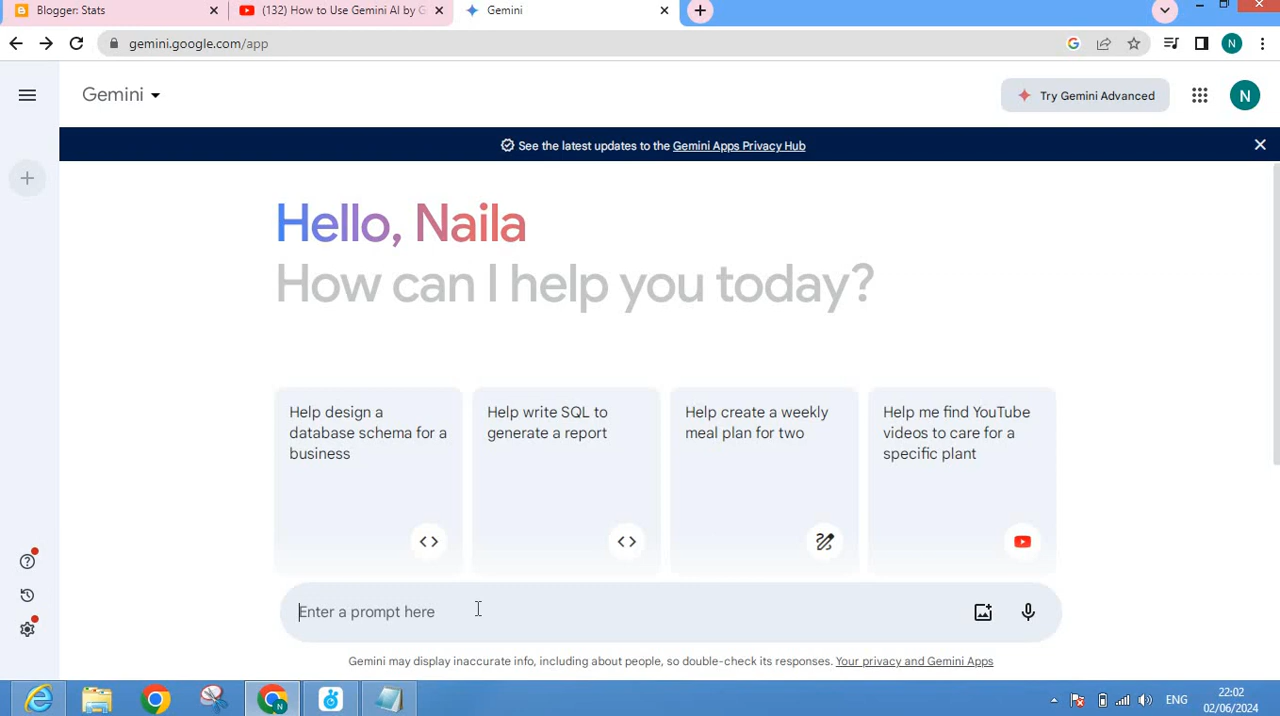 Blogger: Stats
(132) How to Use Gemini AI by G
Gemini
gemini.google.com/app
N
Gemini
Try Gemini Advanced
N
See the latest updates to the Gemini Apps Privacy Hub
Hello, Naila
How can I help you today?
Help design a
database schema for a
business
Help write SQL to
generate a report
Help create a weekly
meal plan for two
Help me find YouTube
videos to care for a
specific plant
Enter a prompt here
Gemini may display inaccurate info, including about people, so double-check its responses. Your privacy and Gemini Apps
N
ENG
22:02
02/06/2024